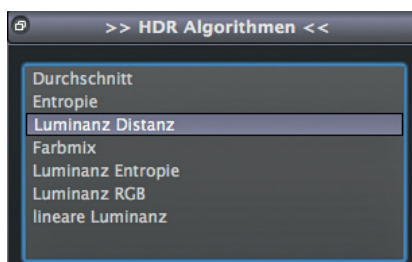 >> HDR Algorithmen <<
Durchschnitt
Entropie
Luminanz Distanz
Farbmix
Luminanz Entropie
Luminanz RGB
lineare Luminanz